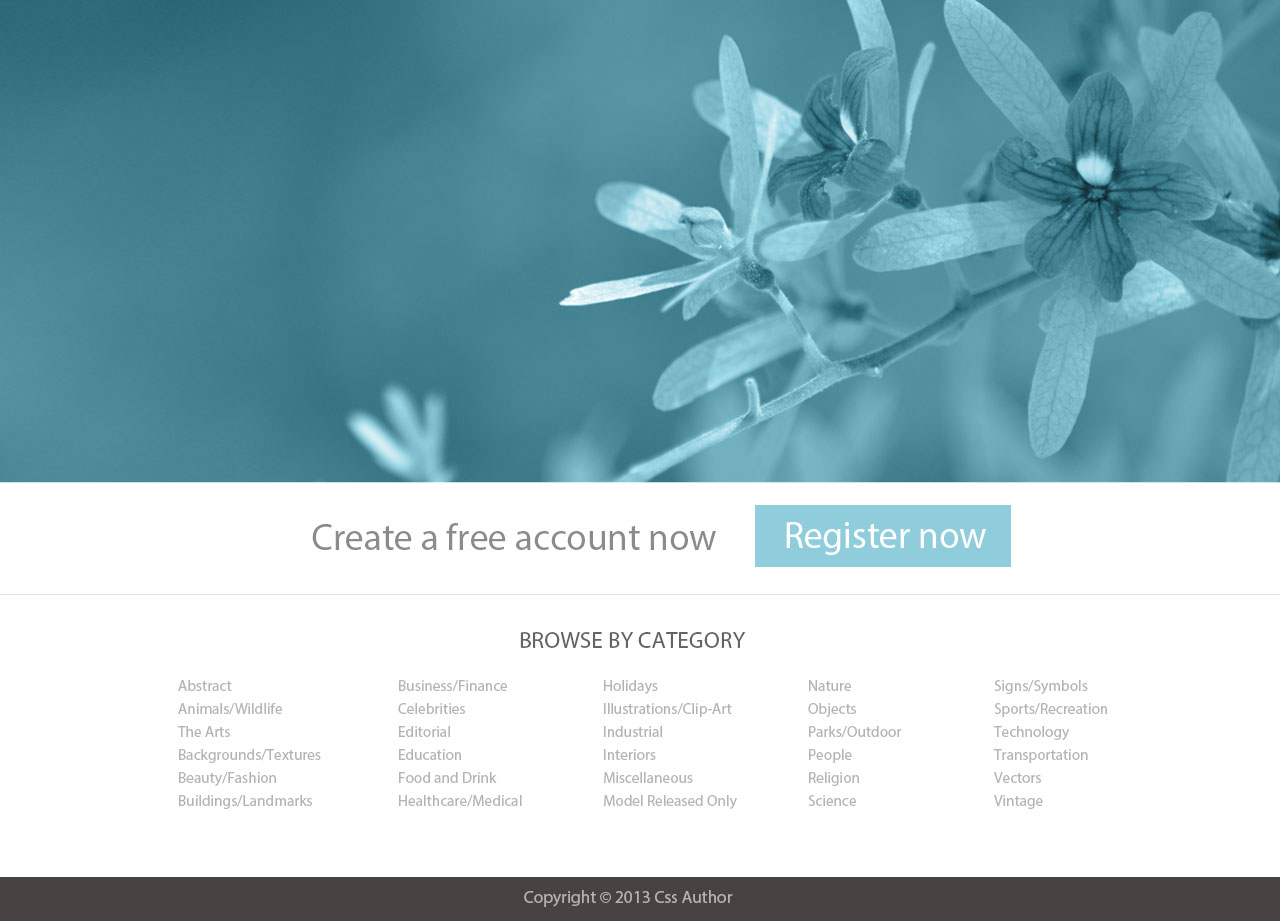 Create a free account now
Register now
BROWSE BY CATEGORY
Abstract
Animals/Wildlife
The Arts
Backgrounds/Textures
Beauty/Fashion
Buildings/Landmarks
Business/Finance
Celebrities
Editorial
Education
Food and Drink
Healthcare/Medical
Holidays
Illustrations/Clip-Art
Industrial
Interiors
Miscellaneous
Model Released Only
Nature
Objects
Parks/Outdoor
People
Religion
Science
Signs/Symbols
Sports/Recreation
Technology
Transportation
Vectors
Vintage
Copyright © 2013 Css Author